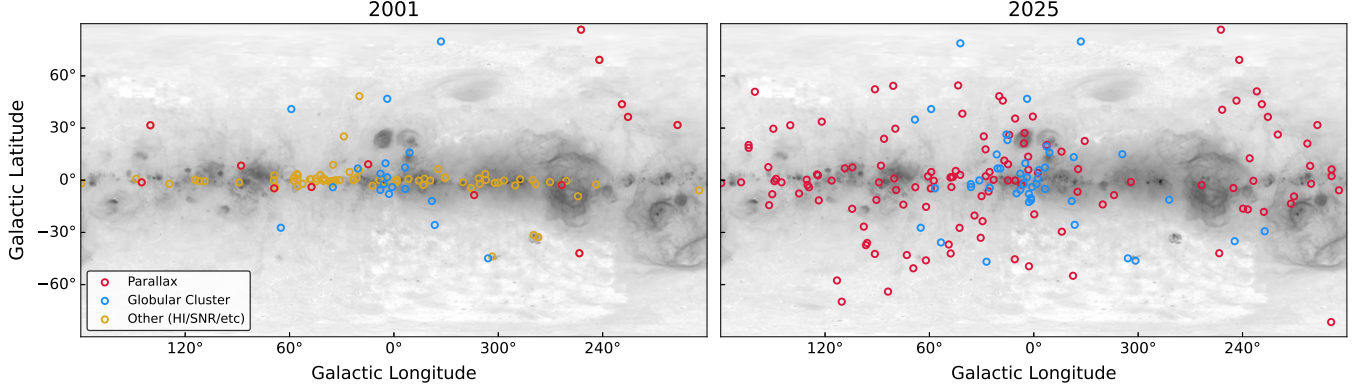 2001
2025
Galactic Latitude
60°
30°
0°
−30°
−60°
Parallax
Globular Cluster
Other (HI/SNR/etc)
120° 60° 0° 300° 240°
120° 60° 0° 300° 240°
Galactic Longitude
Galactic Longitude